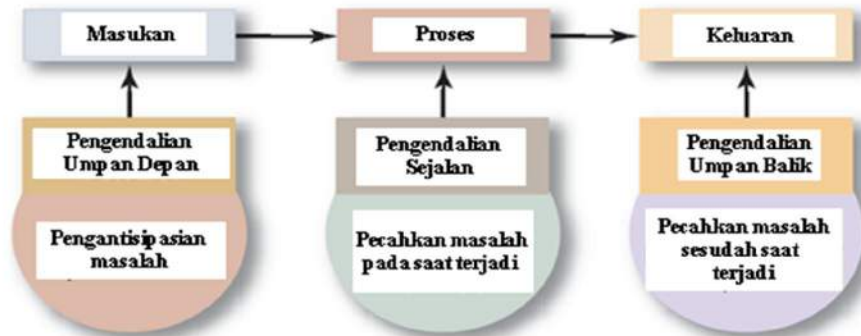 Masukan
Proses
Keluaran
Pengendalian
Umpan Depan
Pengendalian
Sejalan
Pengendalian
Umpan Balik
Pengantisipasian
masalah
Pecahkan masalah
pada saat terjadi
Pecahkan masalah
sesudah saat
terjadi